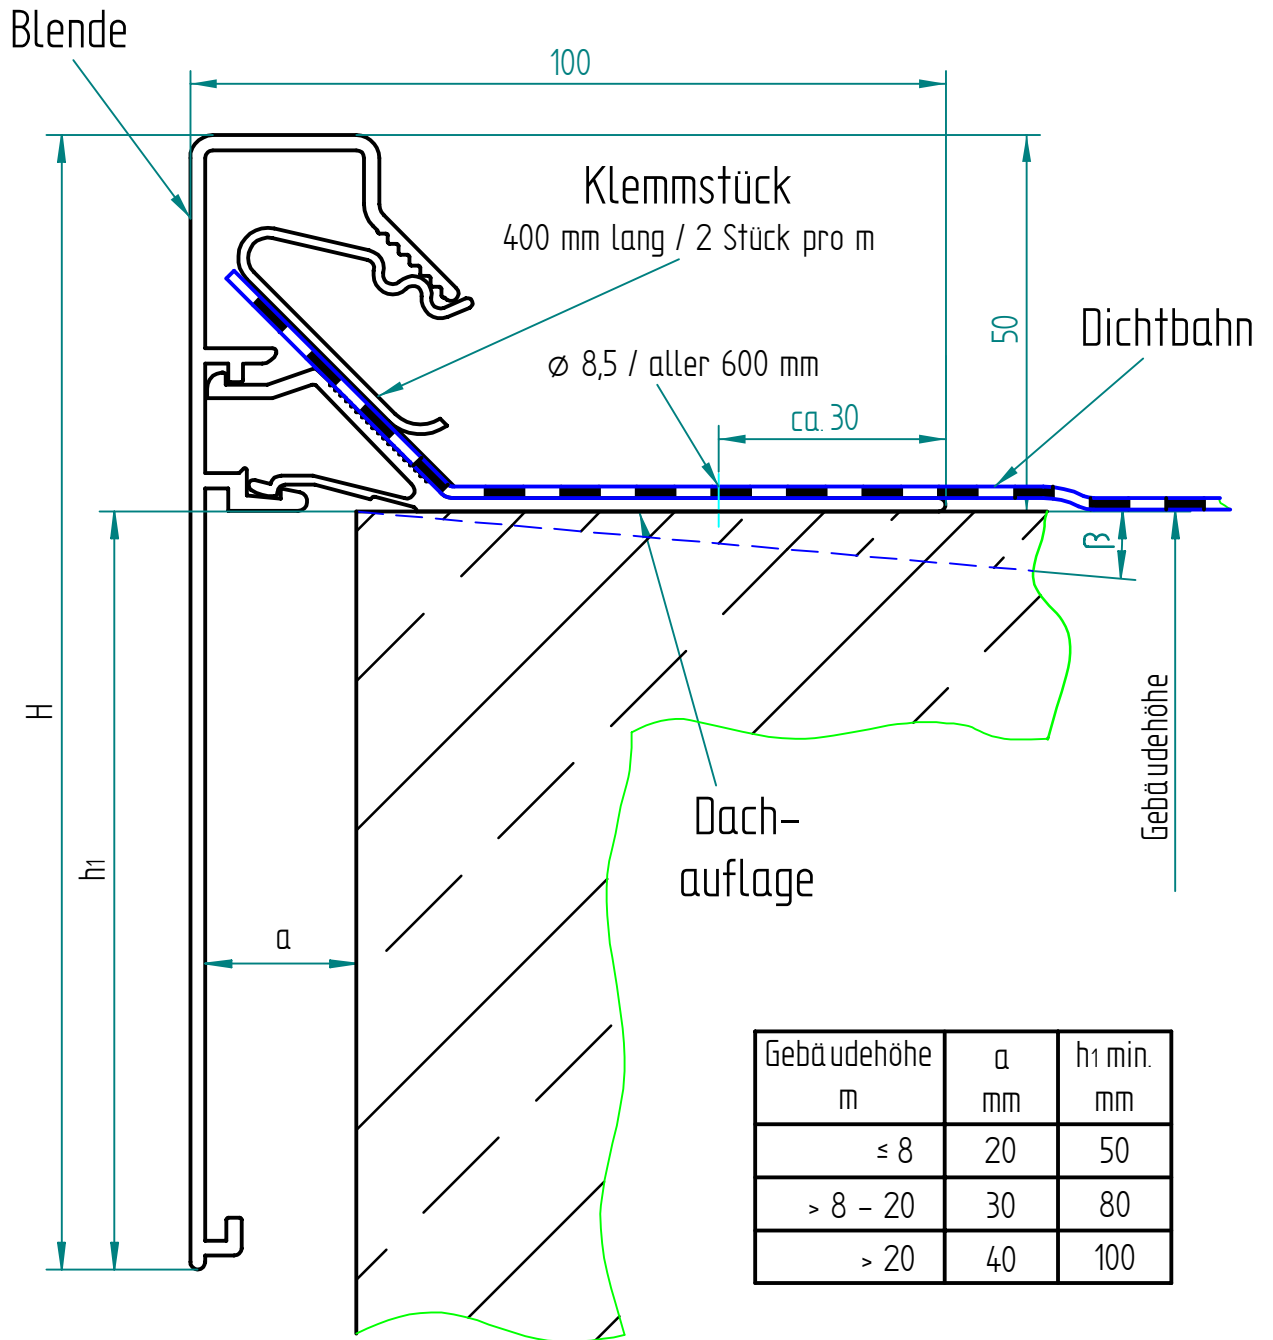 Blende
100
Klemmstück
400 mm lang / 2 Stück pro m
50
Dichtbahn
⌀ 8,5 / aller 600 mm
ca. 30
β
H
h1
Gebäudehöhe
Dach-
auflage
a
Gebäudehöhe a h1 min.
m mm mm
≤ 8 20 50
> 8 – 20 30 80
> 20 40 100